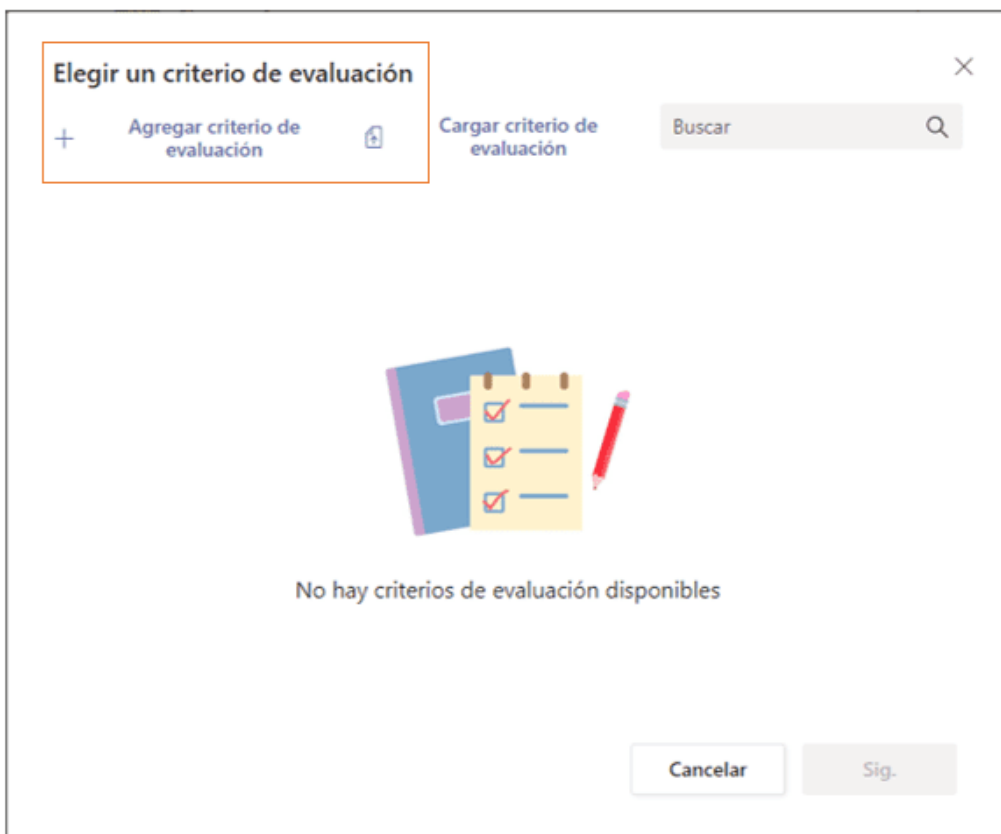 Elegir un criterio de evaluación
Agregar criterio de
evaluación
Cargar criterio de
evaluación
Buscar
No hay criterios de evaluación disponibles
Cancelar
Sig.